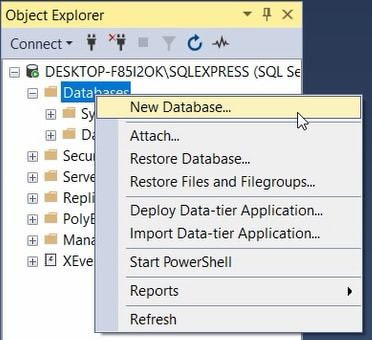 Object Explorer
Connect
DESKTOP-F85I2OK\SQLEXPRESS (SQL Se
Databases
New Database...
Sy
Attach...
Da
Restore Database...
Secu
Restore Files and Filegroups...
Serve
Repli
Deploy Data-tier Application...
PolyB
Import Data-tier Application...
Mana
Start PowerShell
XEve
Reports
Refresh